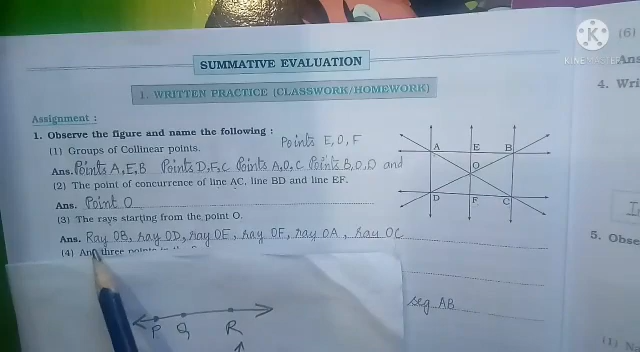 (6)
KINEMASTER Ans
SUMMATIVE EVALUATION
4. Wri
1. WRITTEN PRACTICE (CLASSWORK/HOMEWORK)
Assignment :
1. Observe the figure and name the following :
Points E, O, F
(1) Groups of Collinear points.
Ans. Points A, E, B Points D, F, C Points A, O, C Points B, O, D and
(2) The point of concurrence of line AC, line BD and line EF.
Ans. Point O
(3) The rays starting from the point O.
Ans. Ray OB, ray OD, ray OE, ray OF, ray OA, ray OC
(4) Any three points
A E B
O
D F C
5. Obse
seg AB
P Q R
(1) N